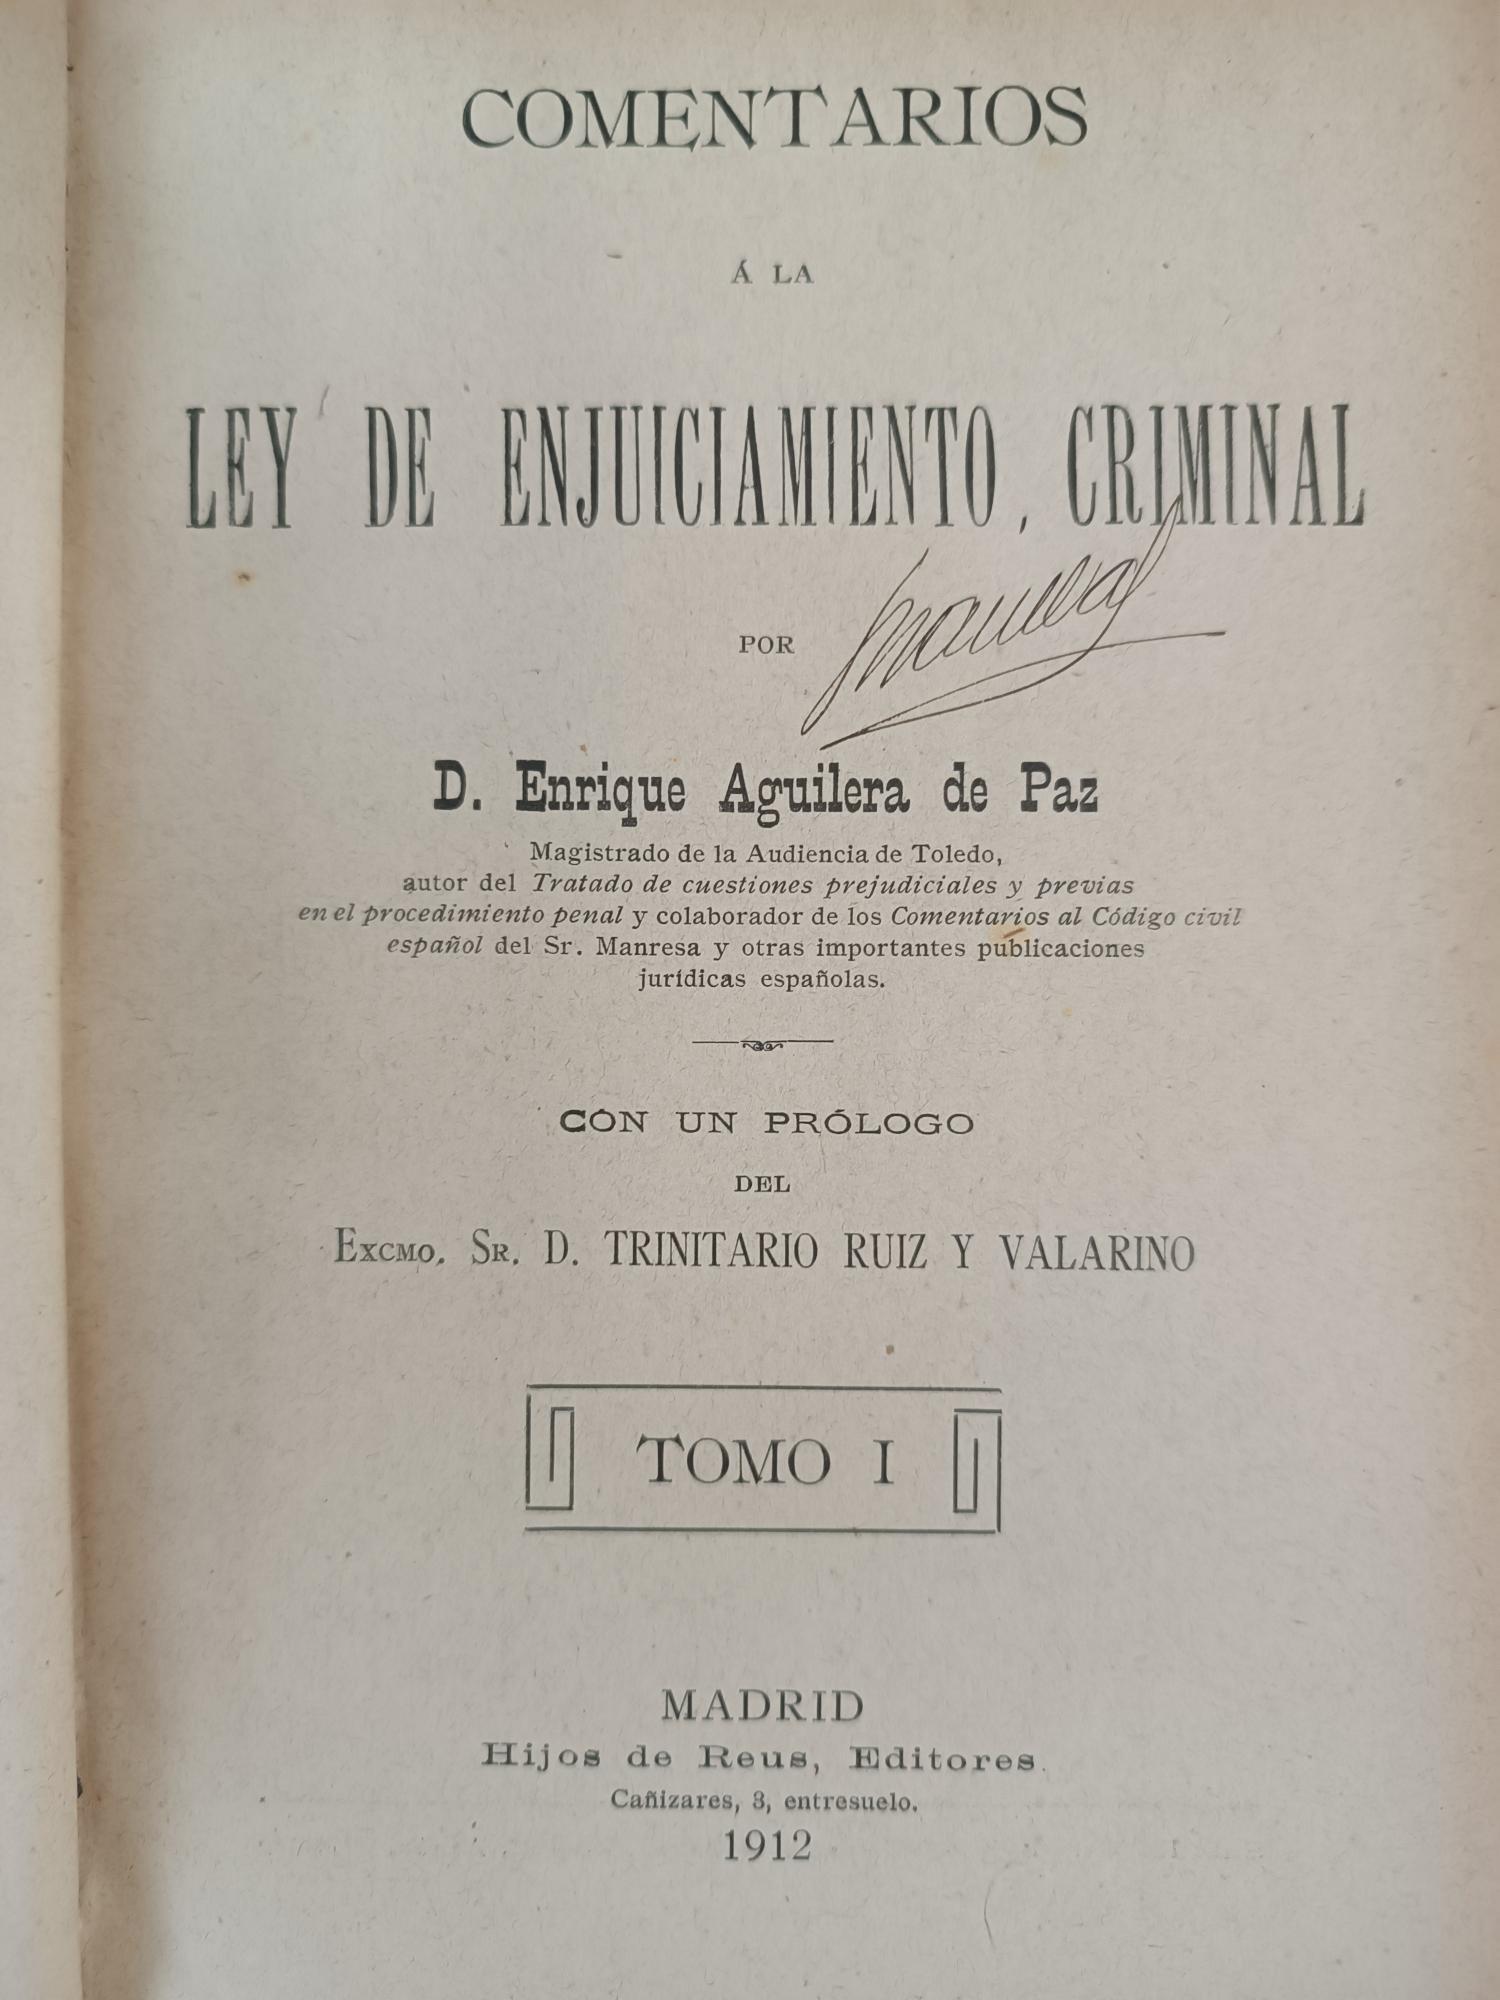 COMENTARIOS
Á LA
LEY DE ENJUICIAMIENTO CRIMINAL
POR
D. Enrique Aguilera de Paz
Magistrado de la Audiencia de Toledo,
autor del Tratado de cuestiones prejudiciales y previas
en el procedimiento penal y colaborador de los Comentarios al Código civil
español del Sr. Manresa y otras importantes publicaciones
jurídicas españolas.
CON UN PRÓLOGO
DEL
EXCMO. SR. D. TRINITARIO RUIZ Y VALARINO
TOMO I
MADRID
Hijos de Reus, Editores.
Cañizares, 3, entresuelo.
1912